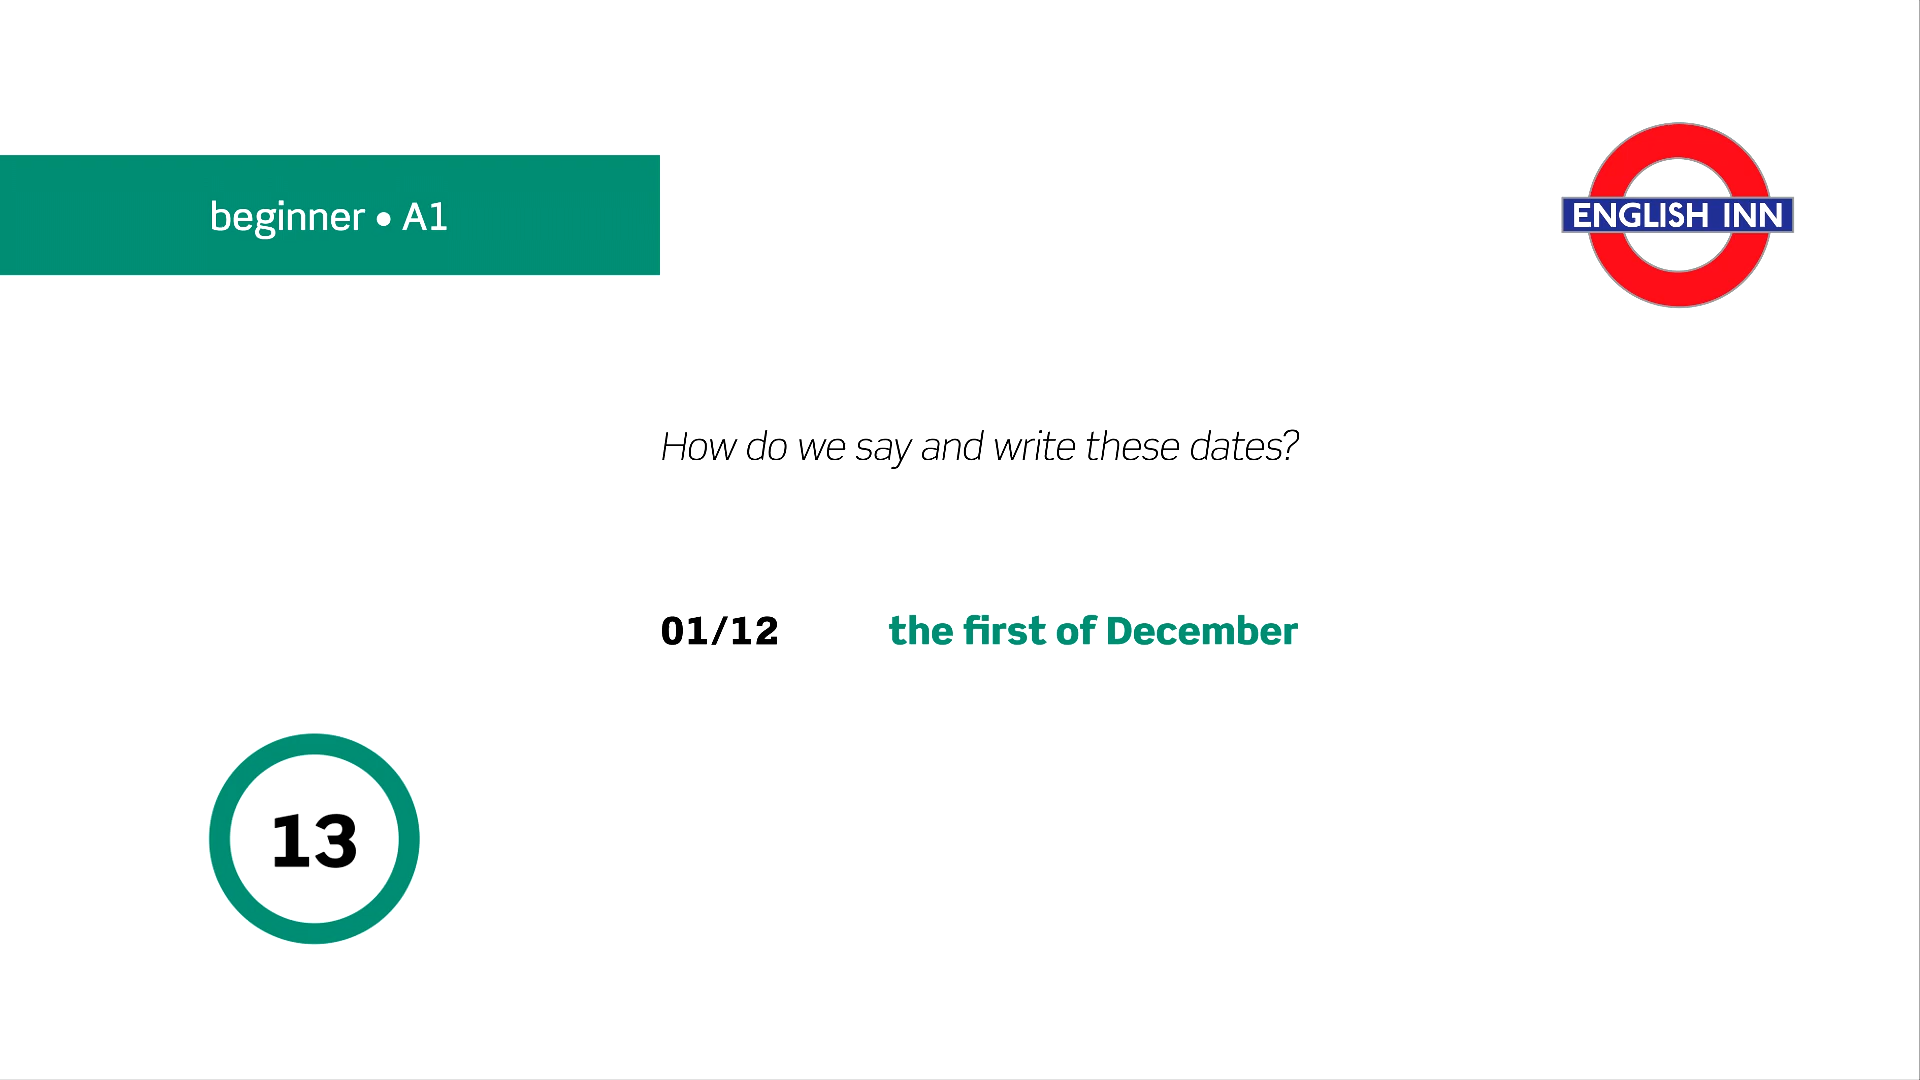 beginner • A1
ENGLISH INN
How do we say and write these dates?
01/12 the first of December
13